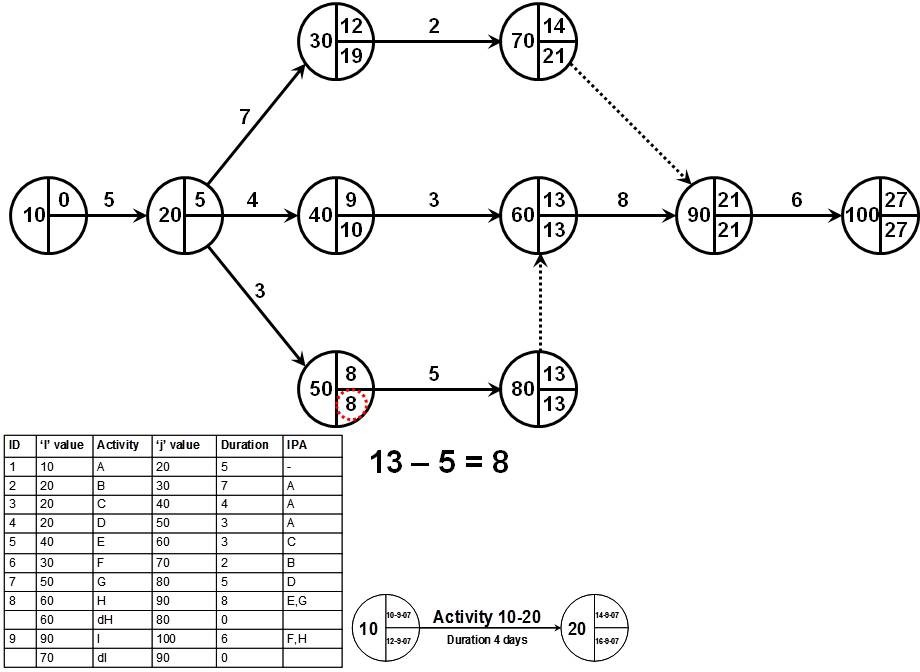 30 12 19
2
70 14 21
7
10 0
5
20 5
4
40 9 10
3
60 13 13
8
90 21 21
6
100 27 27
3
50 8 8
5
80 13 13
13 – 5 = 8
ID ‘I’ value Activity ‘j’ value Duration IPA
1 10 A 20 5 -
2 20 B 30 7 A
3 20 C 40 4 A
4 20 D 50 3 A
5 40 E 60 3 C
6 30 F 70 2 B
7 50 G 80 5 D
8 60 H 90 8 E,G
60 dH 80 0
9 90 I 100 6 F,H
70 dI 90 0
10 10-9-07 12-9-07
Activity 10-20
Duration 4 days
20 14-9-07 16-9-07